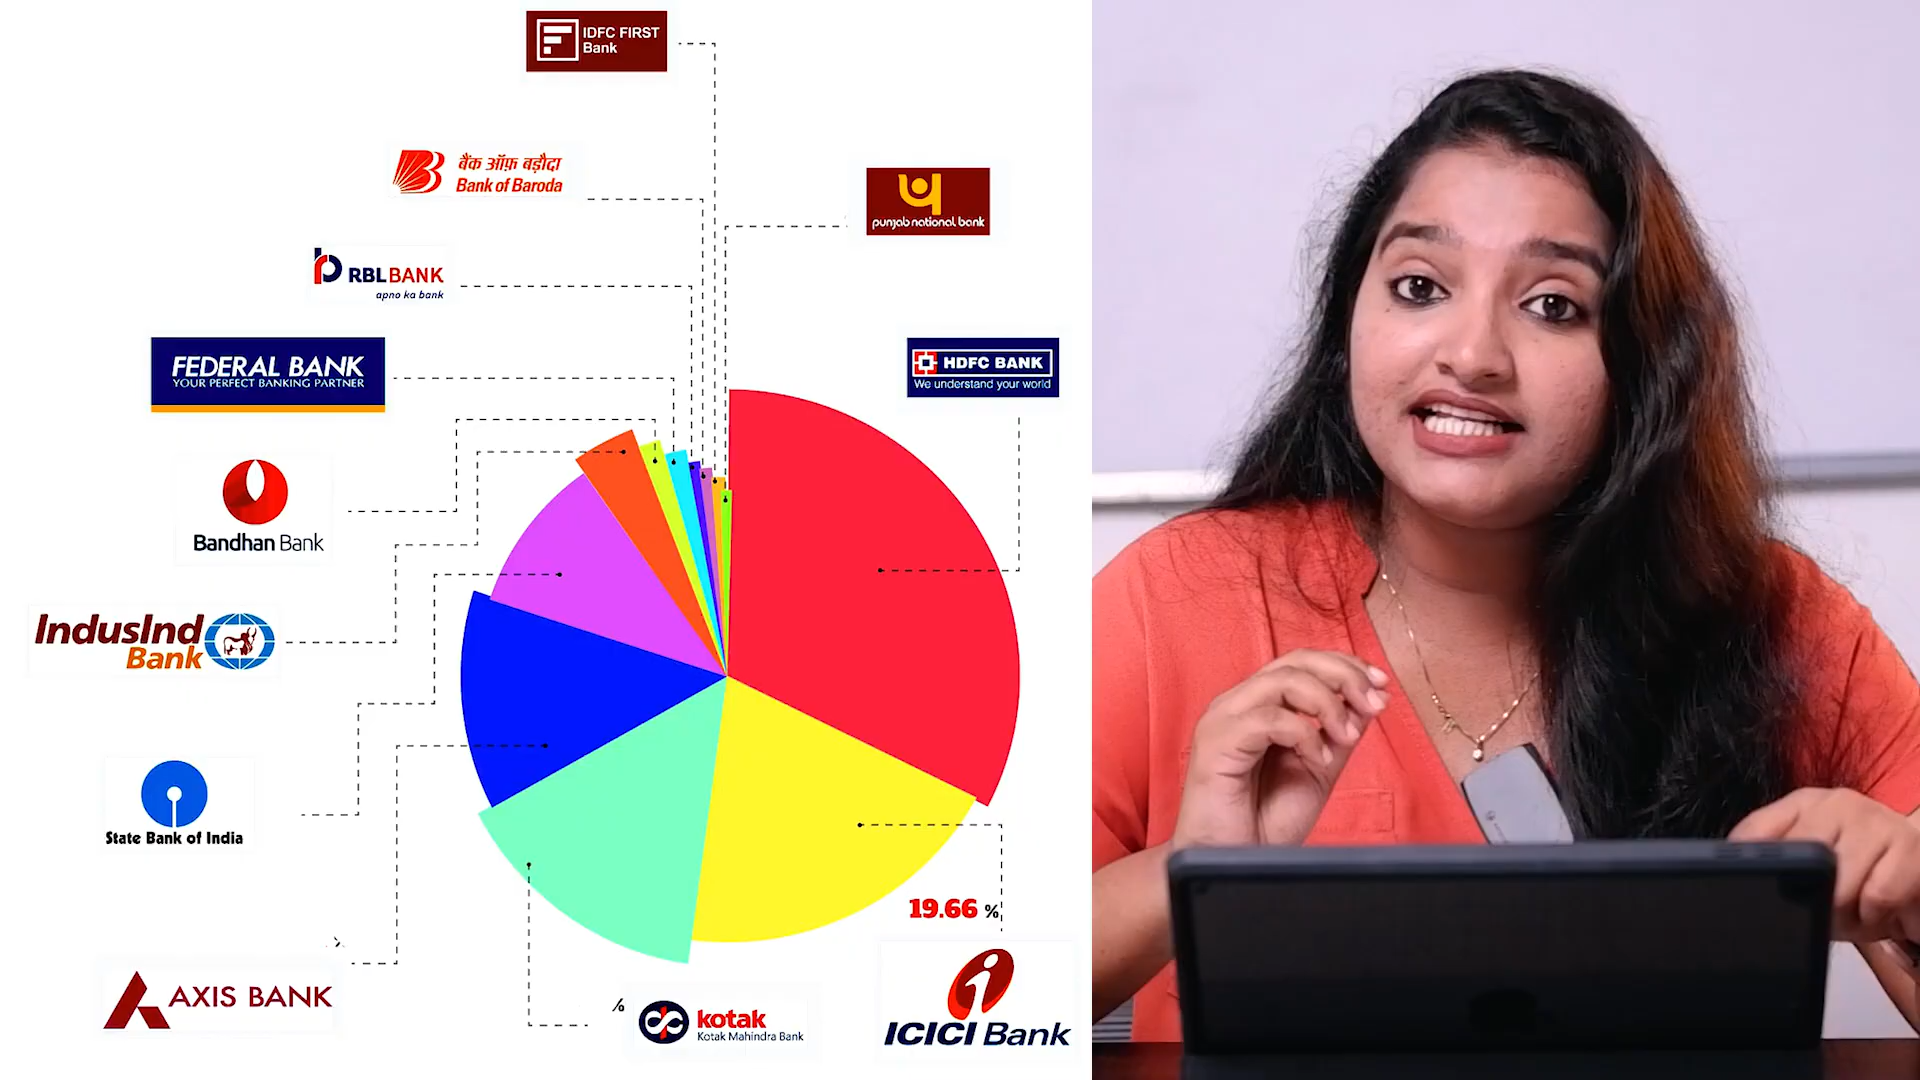 IDFC FIRST
Bank
बैंक ऑफ़ बड़ौदा
Bank of Baroda
punjab national bank
RBLBANK
apno ka bank
FEDERAL BANK
YOUR PERFECT BANKING PARTNER
HDFC BANK
We understand your world
Bandhan Bank
IndusInd
Bank
State Bank of India
19.66 %
AXIS BANK
kotak
Kotak Mahindra Bank
ICICI Bank